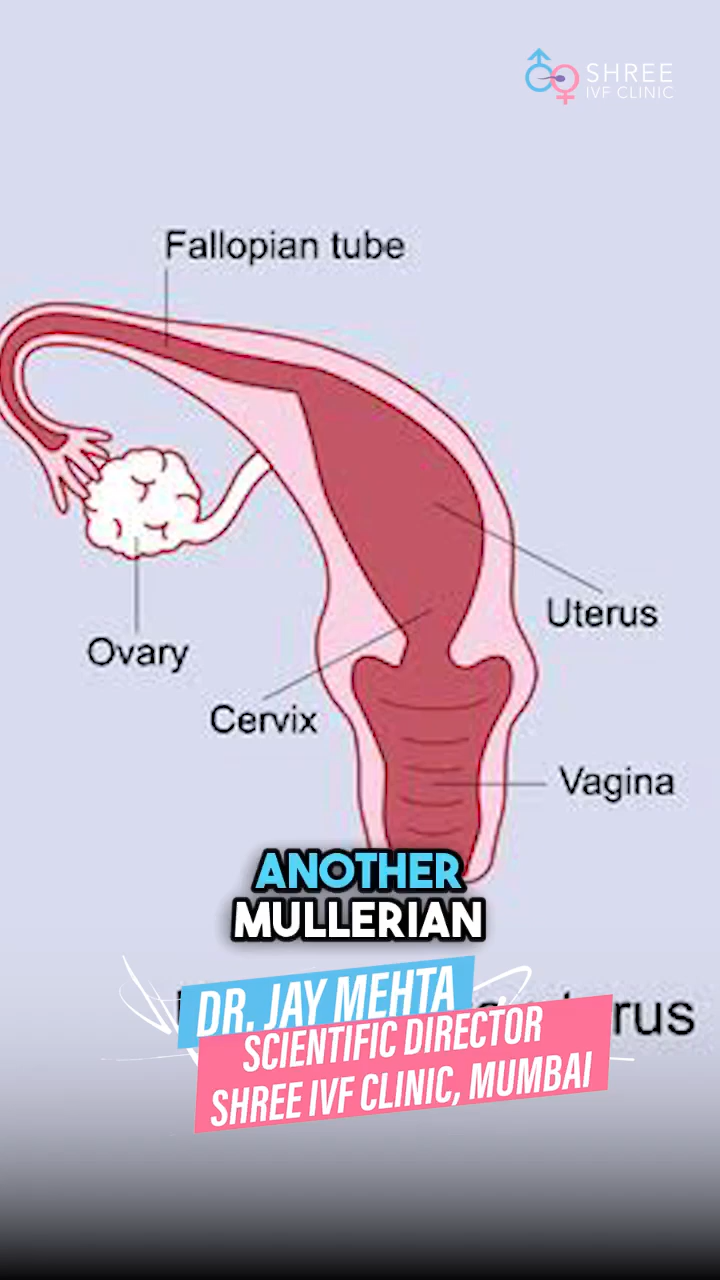 SHREE
IVF CLINIC
Fallopian tube
Uterus
Ovary
Cervix
Vagina
ANOTHER
MULLERIAN
DR. JAY MEHTA
SCIENTIFIC DIRECTOR
SHREE IVF CLINIC, MUMBAI